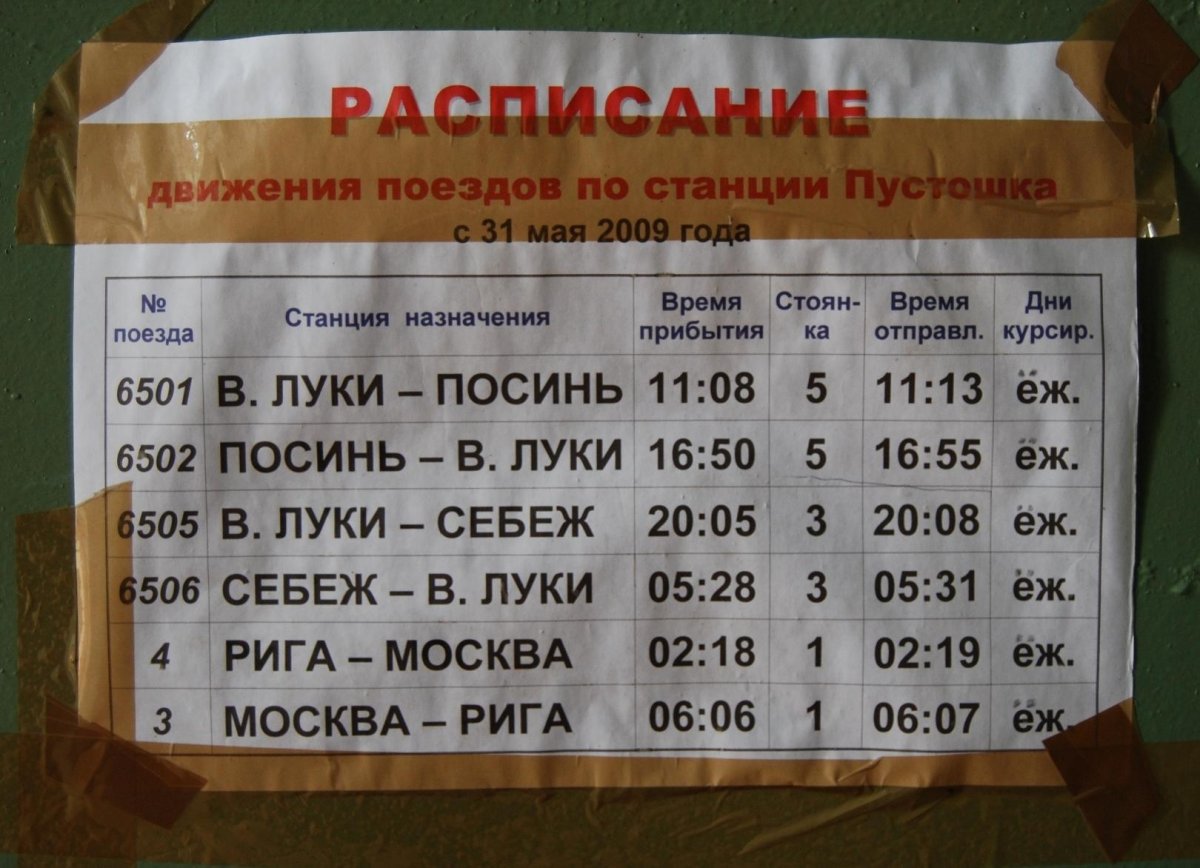 РАСПИСАНИЕ
движения поездов по станции Пустошка
с 31 мая 2009 года
№ поезда Станция назначения Время прибытия Стоян-ка Время отправл. Дни курсир.
6501 В. ЛУКИ – ПОСИНЬ 11:08 5 11:13 ёж.
6502 ПОСИНЬ – В. ЛУКИ 16:50 5 16:55 ёж.
6505 В. ЛУКИ – СЕБЕЖ 20:05 3 20:08 ёж.
6506 СЕБЕЖ – В. ЛУКИ 05:28 3 05:31 ёж.
4 РИГА – МОСКВА 02:18 1 02:19 ёж.
3 МОСКВА – РИГА 06:06 1 06:07 ёж.